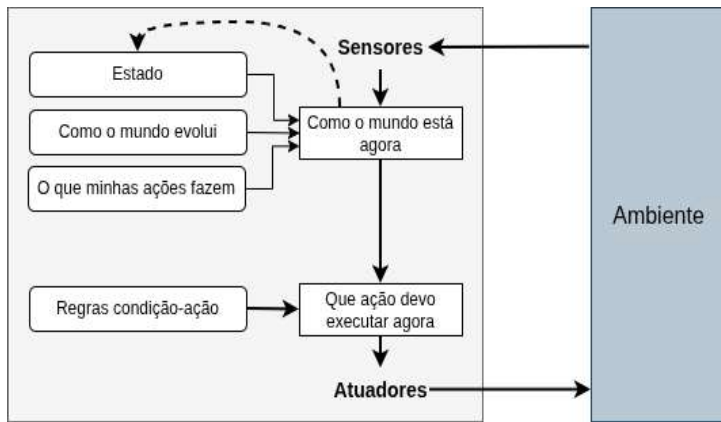 Sensores
Estado
Como o mundo evolui
O que minhas ações fazem
Como o mundo está
agora
Ambiente
Regras condição-ação
Que ação devo
executar agora
Atuadores